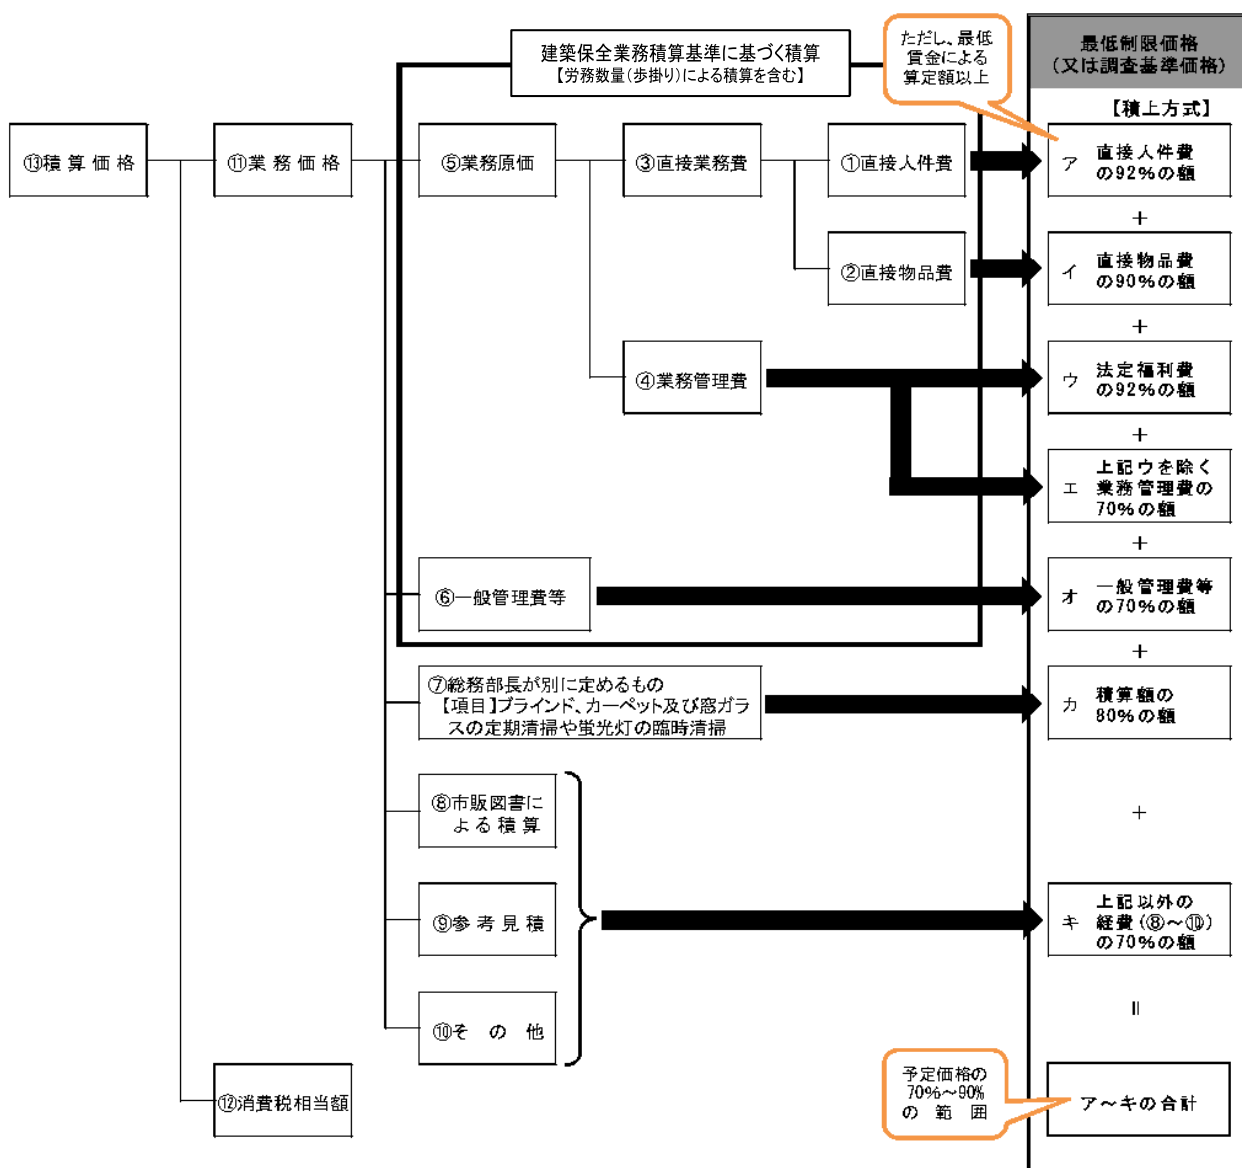 建築保全業務積算基準に基づく積算
【労務数量(歩掛り)による積算を含む】
ただし、最低
賃金による
算定額以上
最低制限価格
(又は調査基準価格)
【積上方式】
⑬積算価格
⑪業務価格
⑤業務原価
③直接業務費
①直接人件費
ア 直接人件費
の92%の額
+
②直接物品費
イ 直接物品費
の90%の額
+
④業務管理費
ウ 法定福利費
の92%の額
+
エ 上記ウを除く
業務管理費の
70%の額
+
⑥一般管理費等
オ 一般管理費等
の70%の額
+
⑦総務部長が別に定めるもの
【項目】ブラインド、カーペット及び窓ガラ
スの定期清掃や蛍光灯の臨時清掃
カ 積算額の
80%の額
+
⑧市販図書に
よる積算
⑨参考見積
キ 上記以外の
経費(⑧~⑩)
の70%の額
⑩その他
=
⑫消費税相当額
予定価格の
70%~90%
の範囲
ア~キの合計